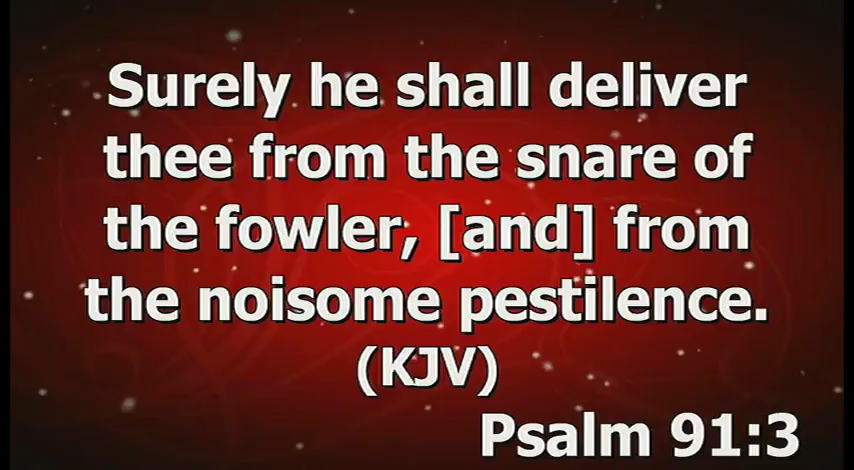 Surely he shall deliver
thee from the snare of
the fowler, [and] from
the noisome pestilence.
(KJV)
Psalm 91:3